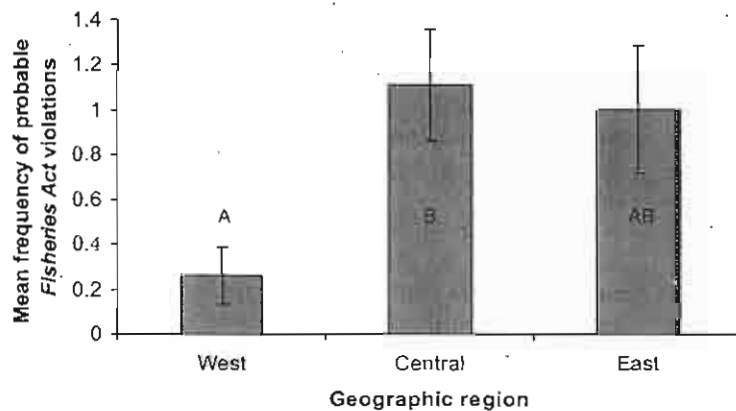 Mean frequency of probable
Fisheries Act violations
1.4
1.2
1
0.8
0.6
0.4
0.2
0
A
B
AB
West
Central
East
Geographic region